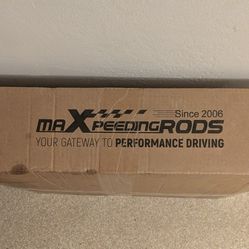 Since 2006
maXpeedingRODS
YOUR GATEWAY TO PERFORMANCE DRIVING